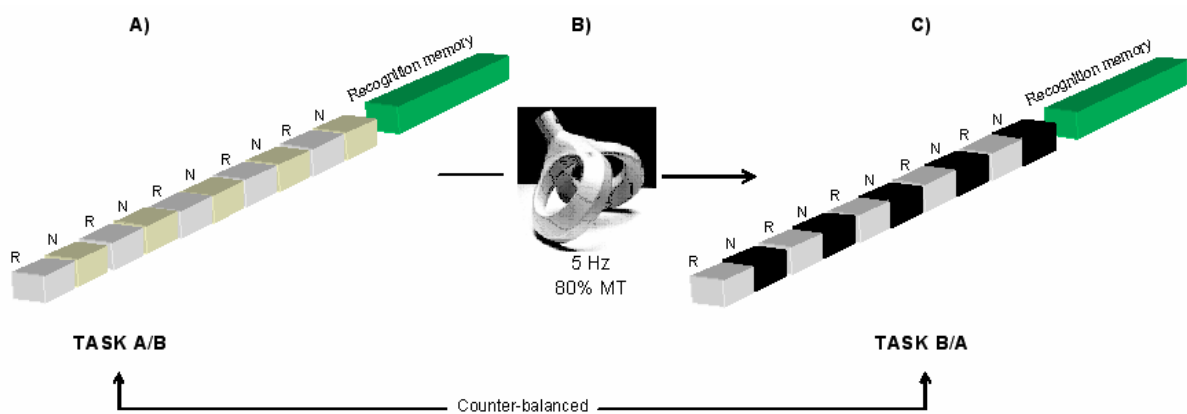 A)
B)
C)
Recognition memory
R
N
R
N
R
N
R
N
R
N
5 Hz
80% MT
Recognition memory
R
N
R
N
R
N
R
N
R
N
TASK A/B
TASK B/A
Counter-balanced